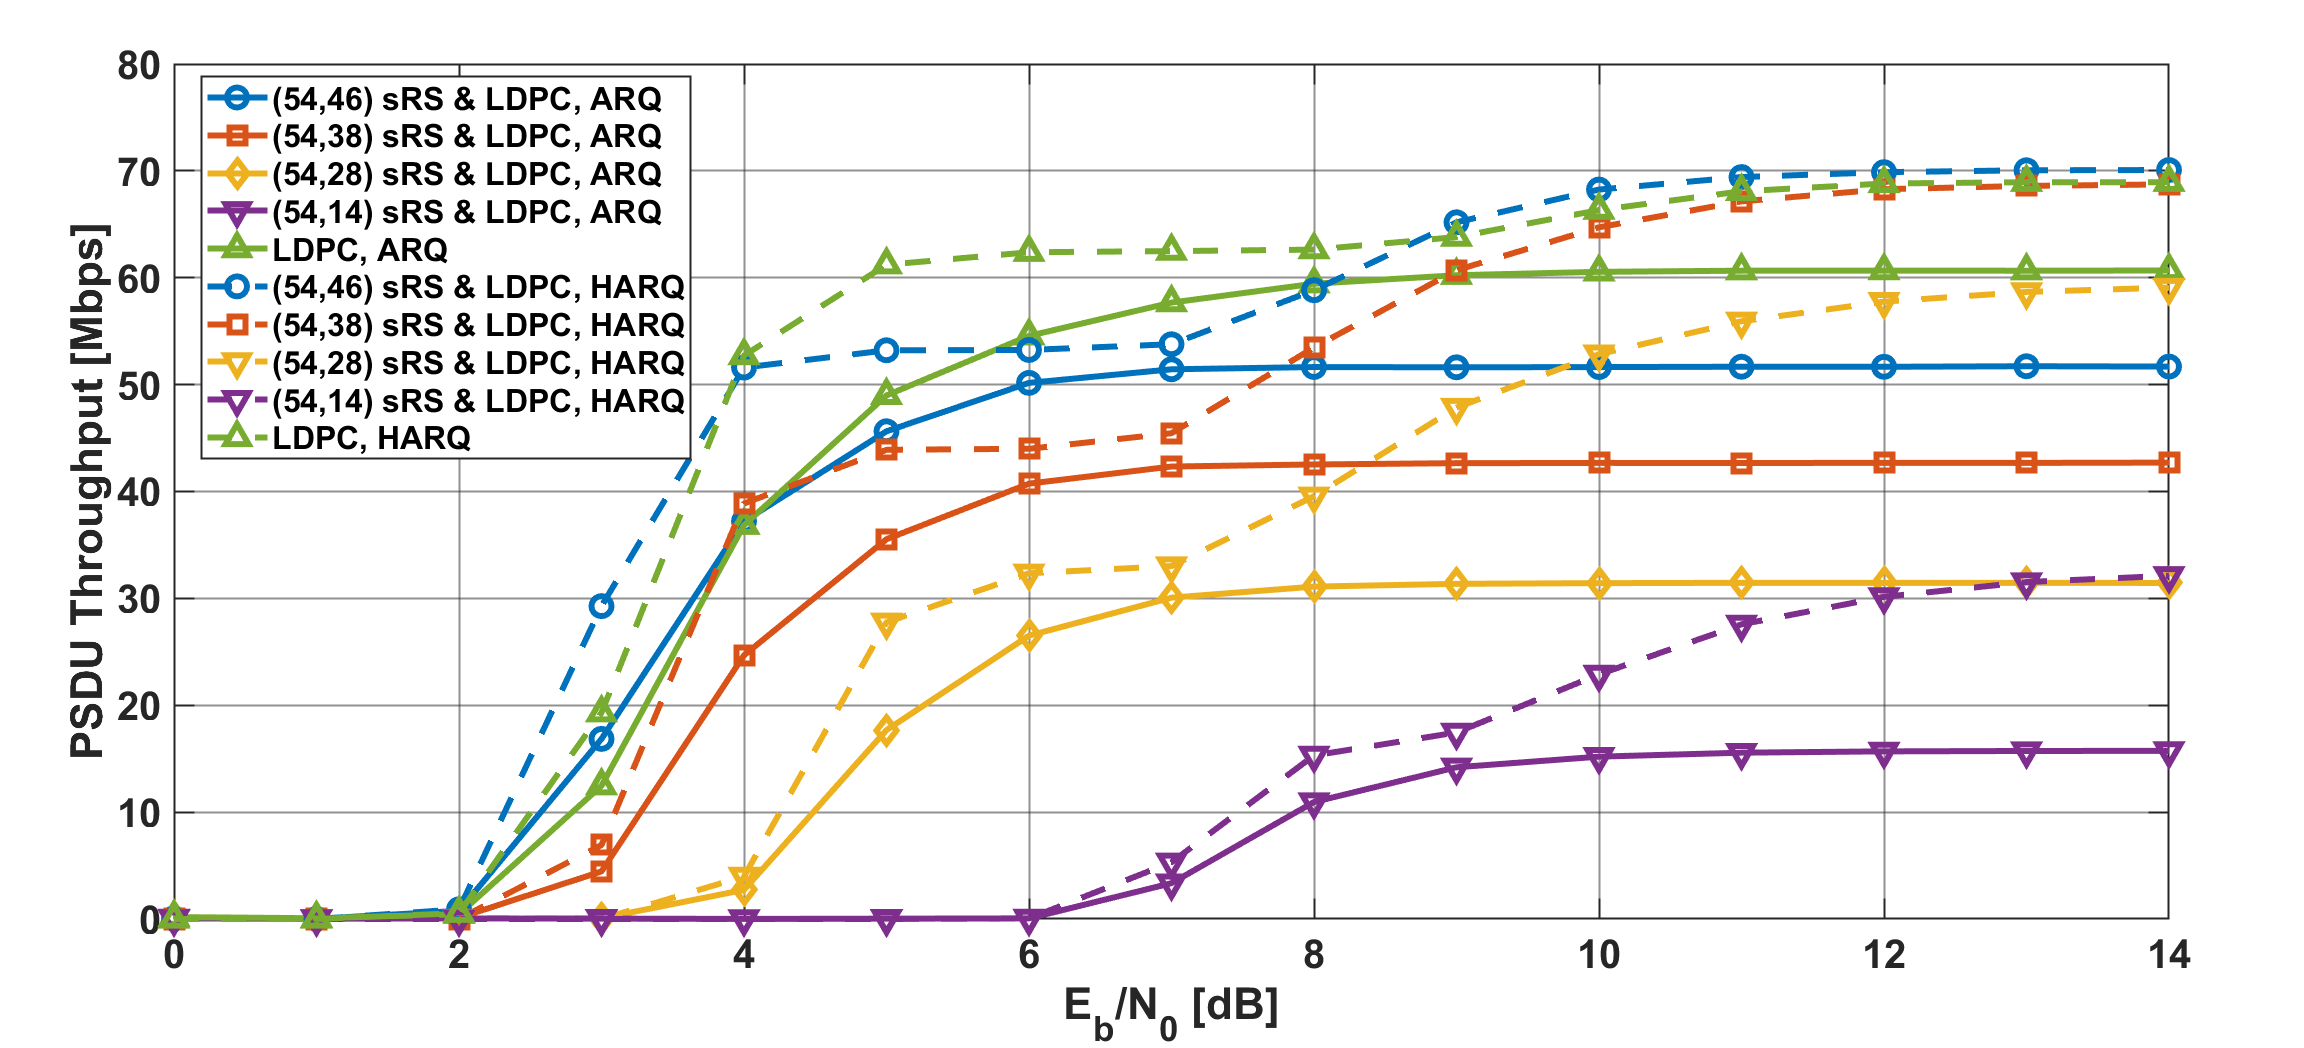 80
70
60
50
40
30
20
10
0
PSDU Throughput [Mbps]
(54,46) sRS & LDPC, ARQ
(54,38) sRS & LDPC, ARQ
(54,28) sRS & LDPC, ARQ
(54,14) sRS & LDPC, ARQ
LDPC, ARQ
(54,46) sRS & LDPC, HARQ
(54,38) sRS & LDPC, HARQ
(54,28) sRS & LDPC, HARQ
(54,14) sRS & LDPC, HARQ
LDPC, HARQ
0 2 4 6 8 10 12 14
E_b/N_0 [dB]